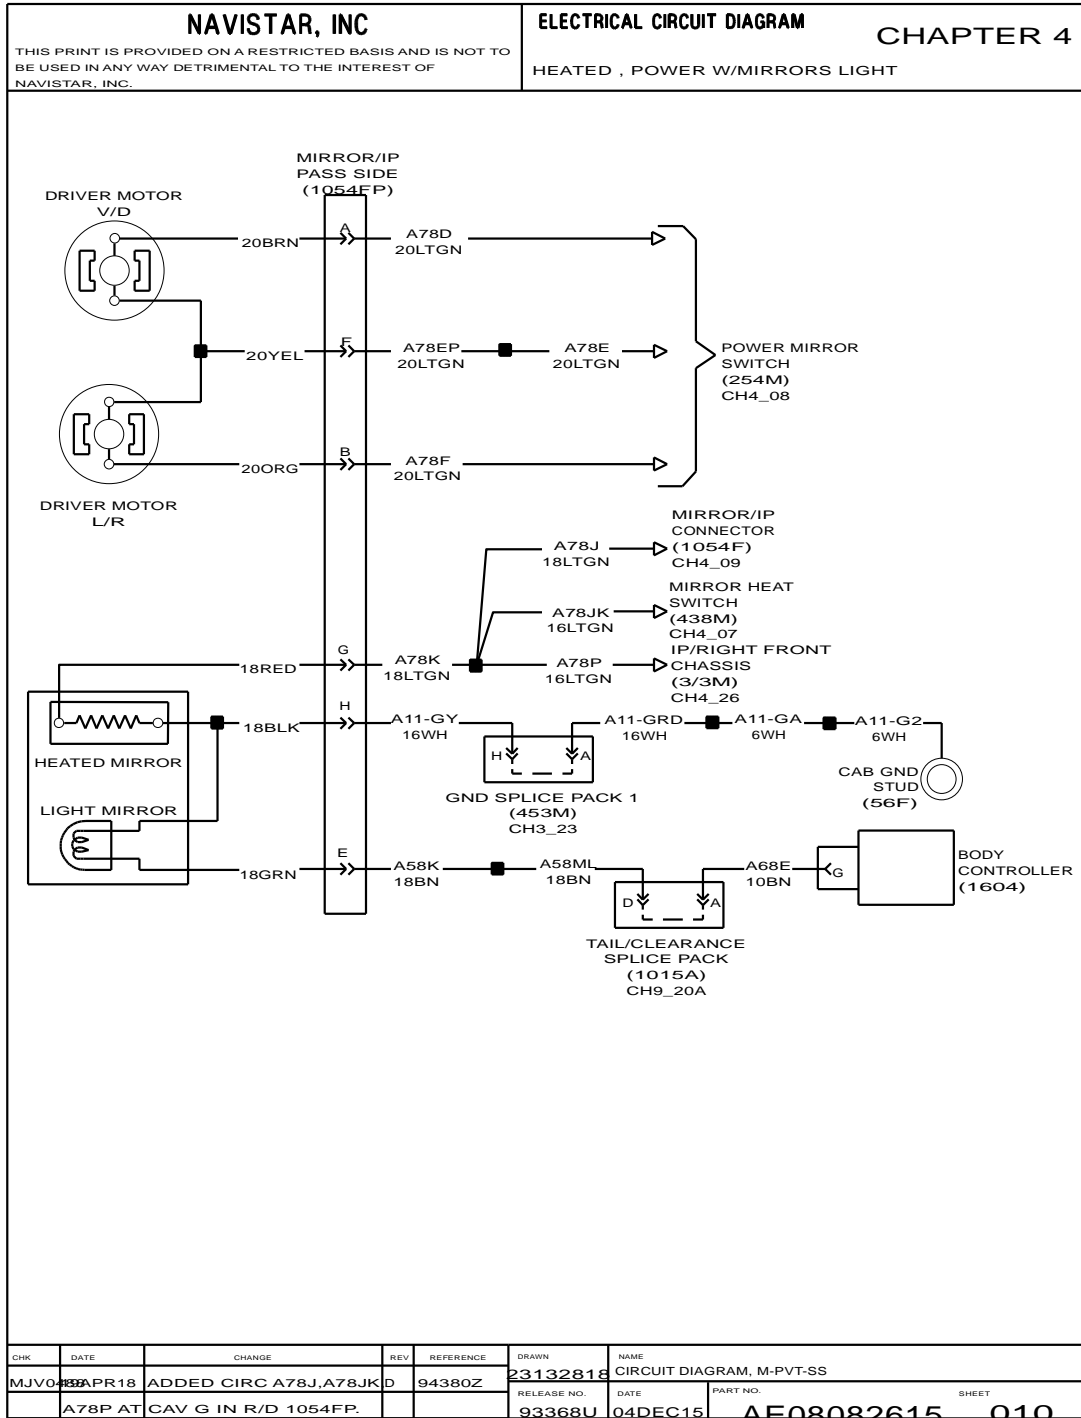 NAVISTAR, INC
THIS PRINT IS PROVIDED ON A RESTRICTED BASIS AND IS NOT TO
BE USED IN ANY WAY DETRIMENTAL TO THE INTEREST OF
NAVISTAR, INC.
ELECTRICAL CIRCUIT DIAGRAM
CHAPTER 4
HEATED , POWER W/MIRRORS LIGHT
MIRROR/IP
PASS SIDE
(1054FP)
DRIVER MOTOR
V/D
20BRN
A
A78D
20LTGN
20YEL
F
A78EP
20LTGN
A78E
20LTGN
POWER MIRROR
SWITCH
(254M)
CH4_08
20ORG
B
A78F
20LTGN
DRIVER MOTOR
L/R
A78J
18LTGN
MIRROR/IP
CONNECTOR
(1054F)
CH4_09
A78JK
16LTGN
MIRROR HEAT
SWITCH
(438M)
CH4_07
18RED
G
A78K
18LTGN
A78P
16LTGN
IP/RIGHT FRONT
CHASSIS
(3/3M)
CH4_26
18BLK
H
A11-GY
16WH
A11-GRD
16WH
A11-GA
6WH
A11-G2
6WH
HEATED MIRROR
H
A
GND SPLICE PACK 1
(453M)
CH3_23
CAB GND
STUD
(56F)
LIGHT MIRROR
18GRN
E
A58K
18BN
A58ML
18BN
A68E
10BN
G
BODY
CONTROLLER
(1604)
D
A
TAIL/CLEARANCE
SPLICE PACK
(1015A)
CH9_20A
CHK DATE CHANGE REV REFERENCE
APR18 ADDED CIRC A78J,A78JK D 94380Z
A78P AT CAV G IN R/D 1054FP.
DRAWN
23132818
NAME
CIRCUIT DIAGRAM, M-PVT-SS
RELEASE NO.
93368U
DATE
04DEC15
PART NO.
AE08082615
SHEET
010